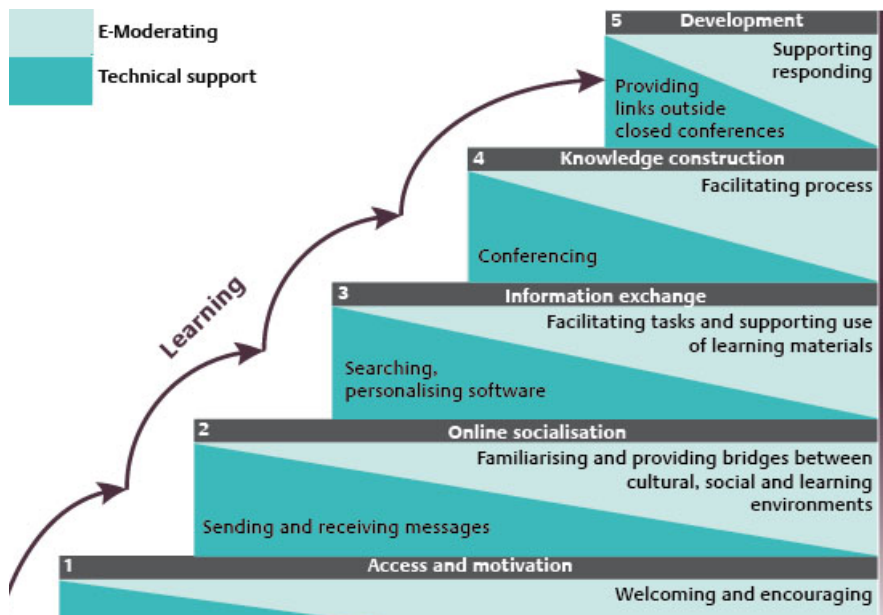 E-Moderating
Technical support
Learning
5 Development
Supporting
responding
Providing
links outside
closed conferences
4 Knowledge construction
Facilitating process
Conferencing
3 Information exchange
Facilitating tasks and supporting use
of learning materials
Searching,
personalising software
2 Online socialisation
Familiarising and providing bridges between
cultural, social and learning
environments
Sending and receiving messages
1 Access and motivation
Welcoming and encouraging